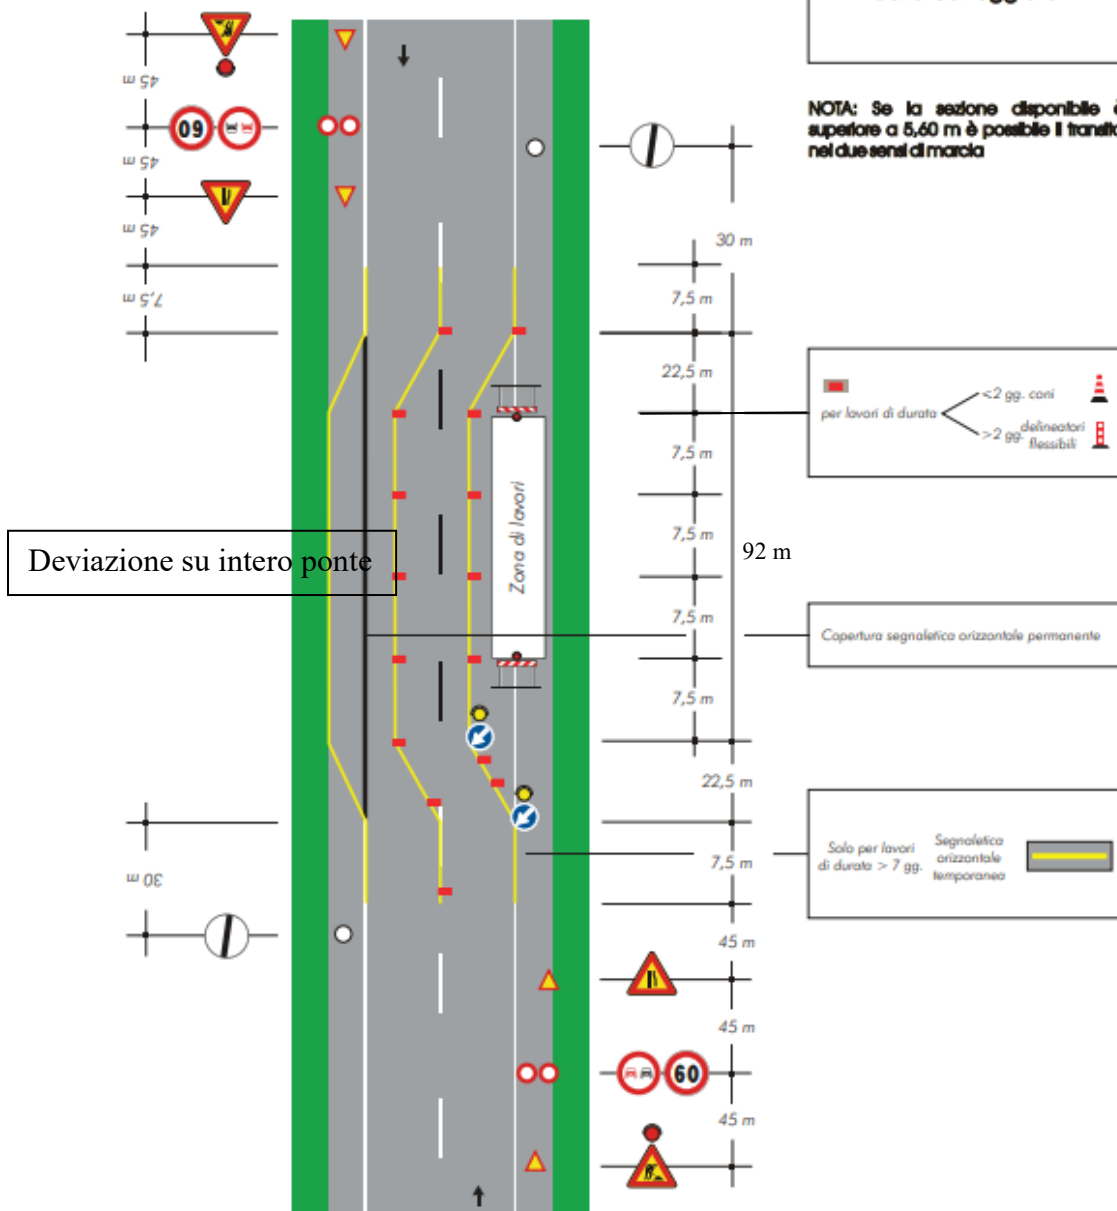 NOTA: Se la sezione disponibile è
superiore a 5,60 m è possibile il transito
nei due sensi di marcia
45 m
60
45 m
45 m
7,5 m
30 m
7,5 m
22,5 m
7,5 m
7,5 m
7,5 m
7,5 m
92 m
22,5 m
7,5 m
45 m
45 m
60
45 m
30 m
per lavori di durata
<2 gg. coni
>2 gg. delineatori
flessibili
Zona di lavori
Deviazione su intero ponte
Copertura segnaletica orizzontale permanente
Solo per lavori
di durata > 7 gg.
Segnaletica
orizzontale
temporanea